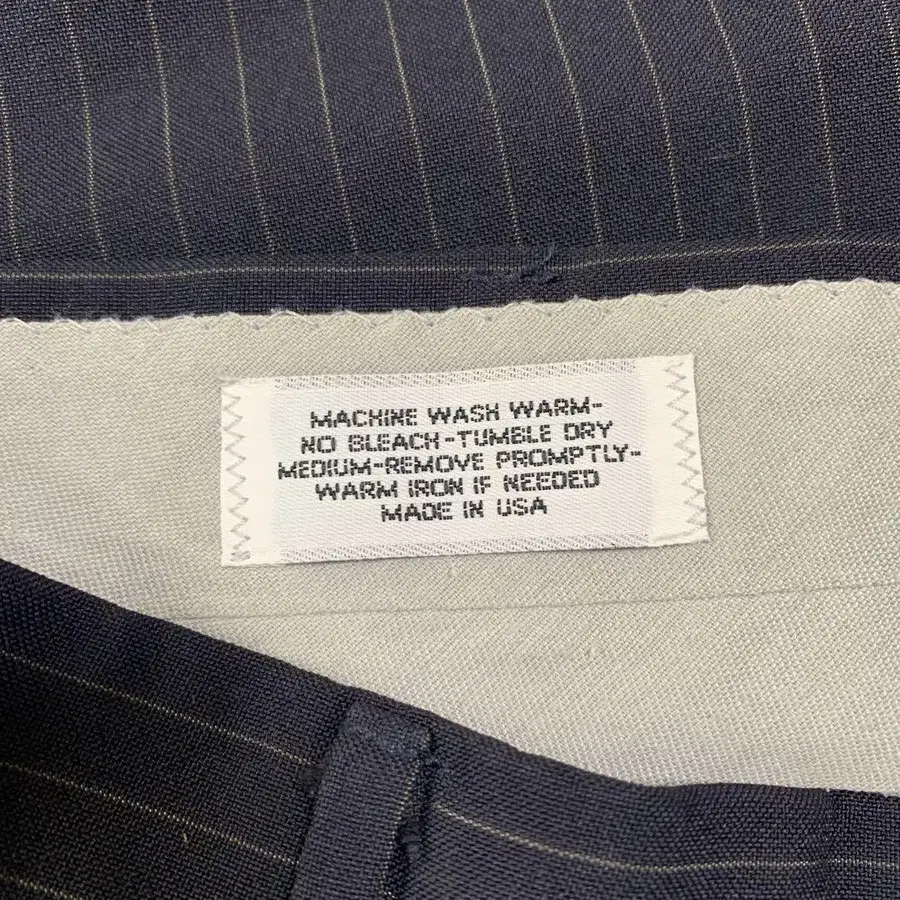 MACHINE WASH WARM-
NO BLEACH-TUMBLE DRY
MEDIUM-REMOVE PROMPTLY-
WARM IRON IF NEEDED
MADE IN USA